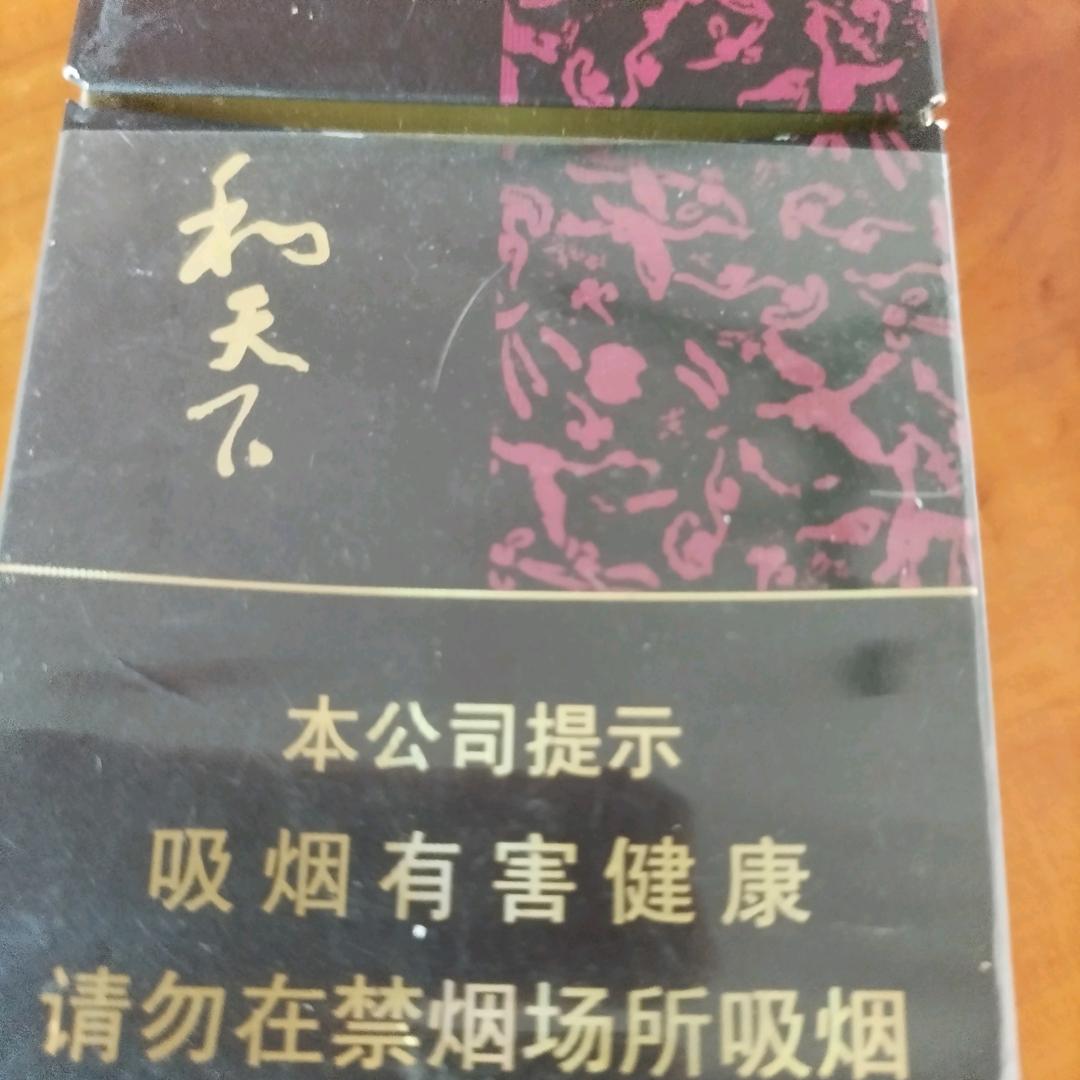 和天下
本公司提示
吸烟有害健康
请勿在禁烟场所吸烟